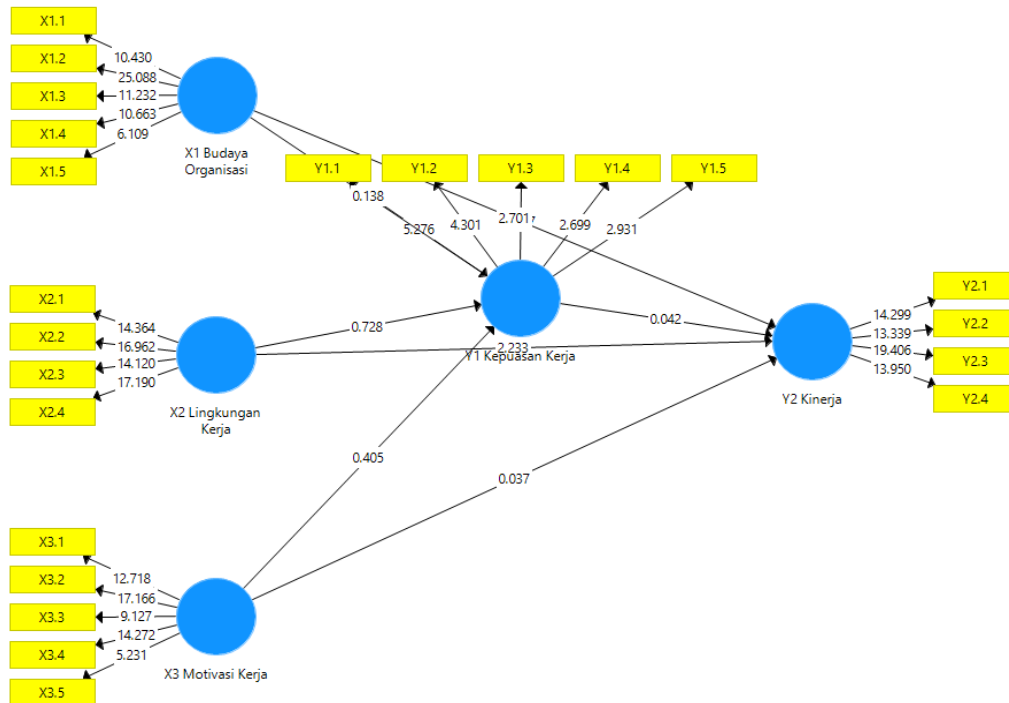 X1.1
X1.2
X1.3
X1.4
X1.5
10.430
25.088
11.232
10.663
6.109
X1 Budaya
Organisasi
Y1.1
Y1.2
Y1.3
Y1.4
Y1.5
0.138
5.276
4.301
2.701
2.699
2.931
X2.1
X2.2
X2.3
X2.4
14.364
16.962
14.120
17.190
X2 Lingkungan
Kerja
0.728
2.233
Y1 Kepuasan Kerja
0.042
Y2 Kinerja
14.299
13.339
19.406
13.950
Y2.1
Y2.2
Y2.3
Y2.4
0.405
0.037
X3.1
X3.2
X3.3
X3.4
X3.5
12.718
17.166
9.127
14.272
5.231
X3 Motivasi Kerja